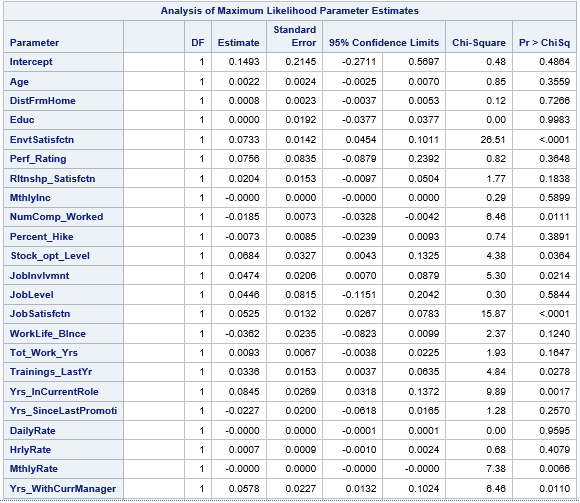 Analysis of Maximum Likelihood Parameter Estimates
Parameter DF Estimate Standard Error 95% Confidence Limits Chi-Square Pr > ChiSq
Intercept 1 0.1493 0.2145 -0.2711 0.5697 0.48 0.4864
Age 1 0.0022 0.0024 -0.0025 0.0070 0.85 0.3559
DistFrmHome 1 0.0008 0.0023 -0.0037 0.0053 0.12 0.7266
Educ 1 0.0000 0.0192 -0.0377 0.0377 0.00 0.9983
EnvtSatisfctn 1 0.0733 0.0142 0.0454 0.1011 26.51 <.0001
Perf_Rating 1 0.0756 0.0835 -0.0879 0.2392 0.82 0.3648
Rltnshp_Satisfctn 1 0.0204 0.0153 -0.0097 0.0504 1.77 0.1838
MthlyInc 1 -0.0000 0.0000 -0.0000 0.0000 0.29 0.5899
NumComp_Worked 1 -0.0185 0.0073 -0.0328 -0.0042 6.46 0.0111
Percent_Hike 1 -0.0073 0.0085 -0.0239 0.0093 0.74 0.3891
Stock_opt_Level 1 0.0684 0.0327 0.0043 0.1325 4.38 0.0364
JobInvlvmnt 1 0.0474 0.0206 0.0070 0.0879 5.30 0.0214
JobLevel 1 0.0446 0.0815 -0.1151 0.2042 0.30 0.5844
JobSatisfctn 1 0.0525 0.0132 0.0267 0.0783 15.87 <.0001
WorkLife_Blnce 1 -0.0362 0.0235 -0.0823 0.0099 2.37 0.1240
Tot_Work_Yrs 1 0.0093 0.0067 -0.0038 0.0225 1.93 0.1647
Trainings_LastYr 1 0.0336 0.0153 0.0037 0.0635 4.84 0.0278
Yrs_InCurrentRole 1 0.0845 0.0269 0.0318 0.1372 9.89 0.0017
Yrs_SinceLastPromoti 1 -0.0227 0.0200 -0.0618 0.0165 1.28 0.2570
DailyRate 1 -0.0000 0.0000 -0.0001 0.0001 0.00 0.9595
HrlyRate 1 0.0007 0.0009 -0.0010 0.0024 0.68 0.4079
MthlyRate 1 -0.0000 0.0000 -0.0000 -0.0000 7.38 0.0066
Yrs_WithCurrManager 1 0.0578 0.0227 0.0132 0.1024 6.46 0.0110